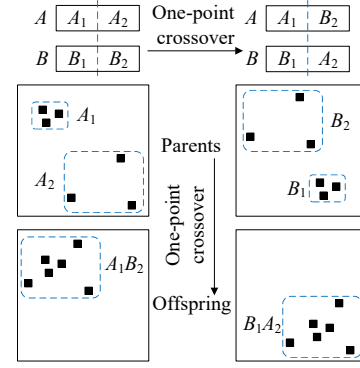 A A₁ A₂ One-point crossover A A₁ B₂
B B₁ B₂ B B₁ A₂
A₁
A₂
Parents
B₂
B₁
One-point crossover
A₁B₂
Offspring
B₁A₂